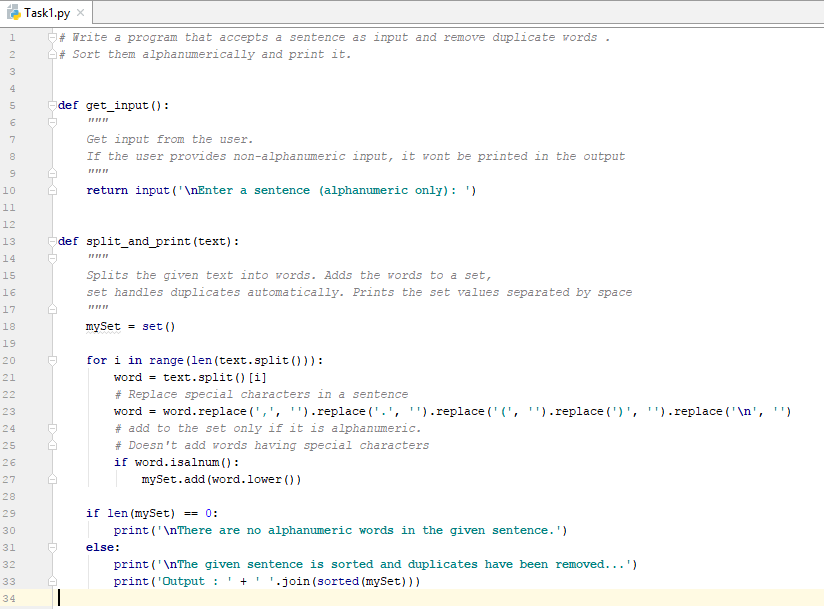 Task1.py
1 # Write a program that accepts a sentence as input and remove duplicate words .
2 # Sort them alphanumerically and print it.
3
4
5 def get_input():
6     """
7     Get input from the user.
8     If the user provides non-alphanumeric input, it wont be printed in the output
9     """
10     return input('\nEnter a sentence (alphanumeric only): ')
11
12
13 def split_and_print(text):
14     """
15     Splits the given text into words. Adds the words to a set,
16     set handles duplicates automatically. Prints the set values separated by space
17     """
18     mySet = set()
19
20     for i in range(len(text.split())):
21         word = text.split()[i]
22         # Replace special characters in a sentence
23         word = word.replace(',', '').replace('.', '').replace('(', '').replace(')', '').replace('\n', '')
24         # add to the set only if it is alphanumeric.
25         # Doesn't add words having special characters
26         if word.isalnum():
27             mySet.add(word.lower())
28
29     if len(mySet) == 0:
30         print('\nThere are no alphanumeric words in the given sentence.')
31     else:
32         print('\nThe given sentence is sorted and duplicates have been removed...')
33         print('Output : ' + ' '.join(sorted(mySet)))
34